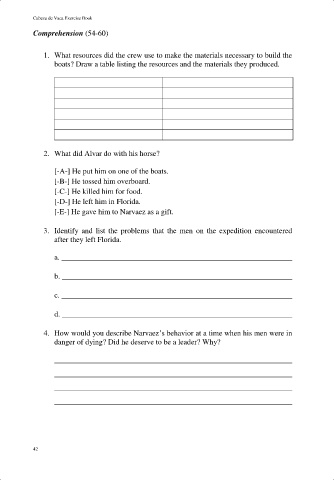 Cabeza de Vaca Exercise Book
Comprehension (54-60)
1. What resources did the crew use to make the materials necessary to build the
boats? Draw a table listing the resources and the materials they produced.
2. What did Alvar do with his horse?
[-A-] He put him on one of the boats.
[-B-] He tossed him overboard.
[-C-] He killed him for food.
[-D-] He left him in Florida.
[-E-] He gave him to Narvaez as a gift.
3. Identify and list the problems that the men on the expedition encountered
after they left Florida.
a.
b.
c.
d.
4. How would you describe Narvaez's behavior at a time when his men were in
danger of dying? Did he deserve to be a leader? Why?
42